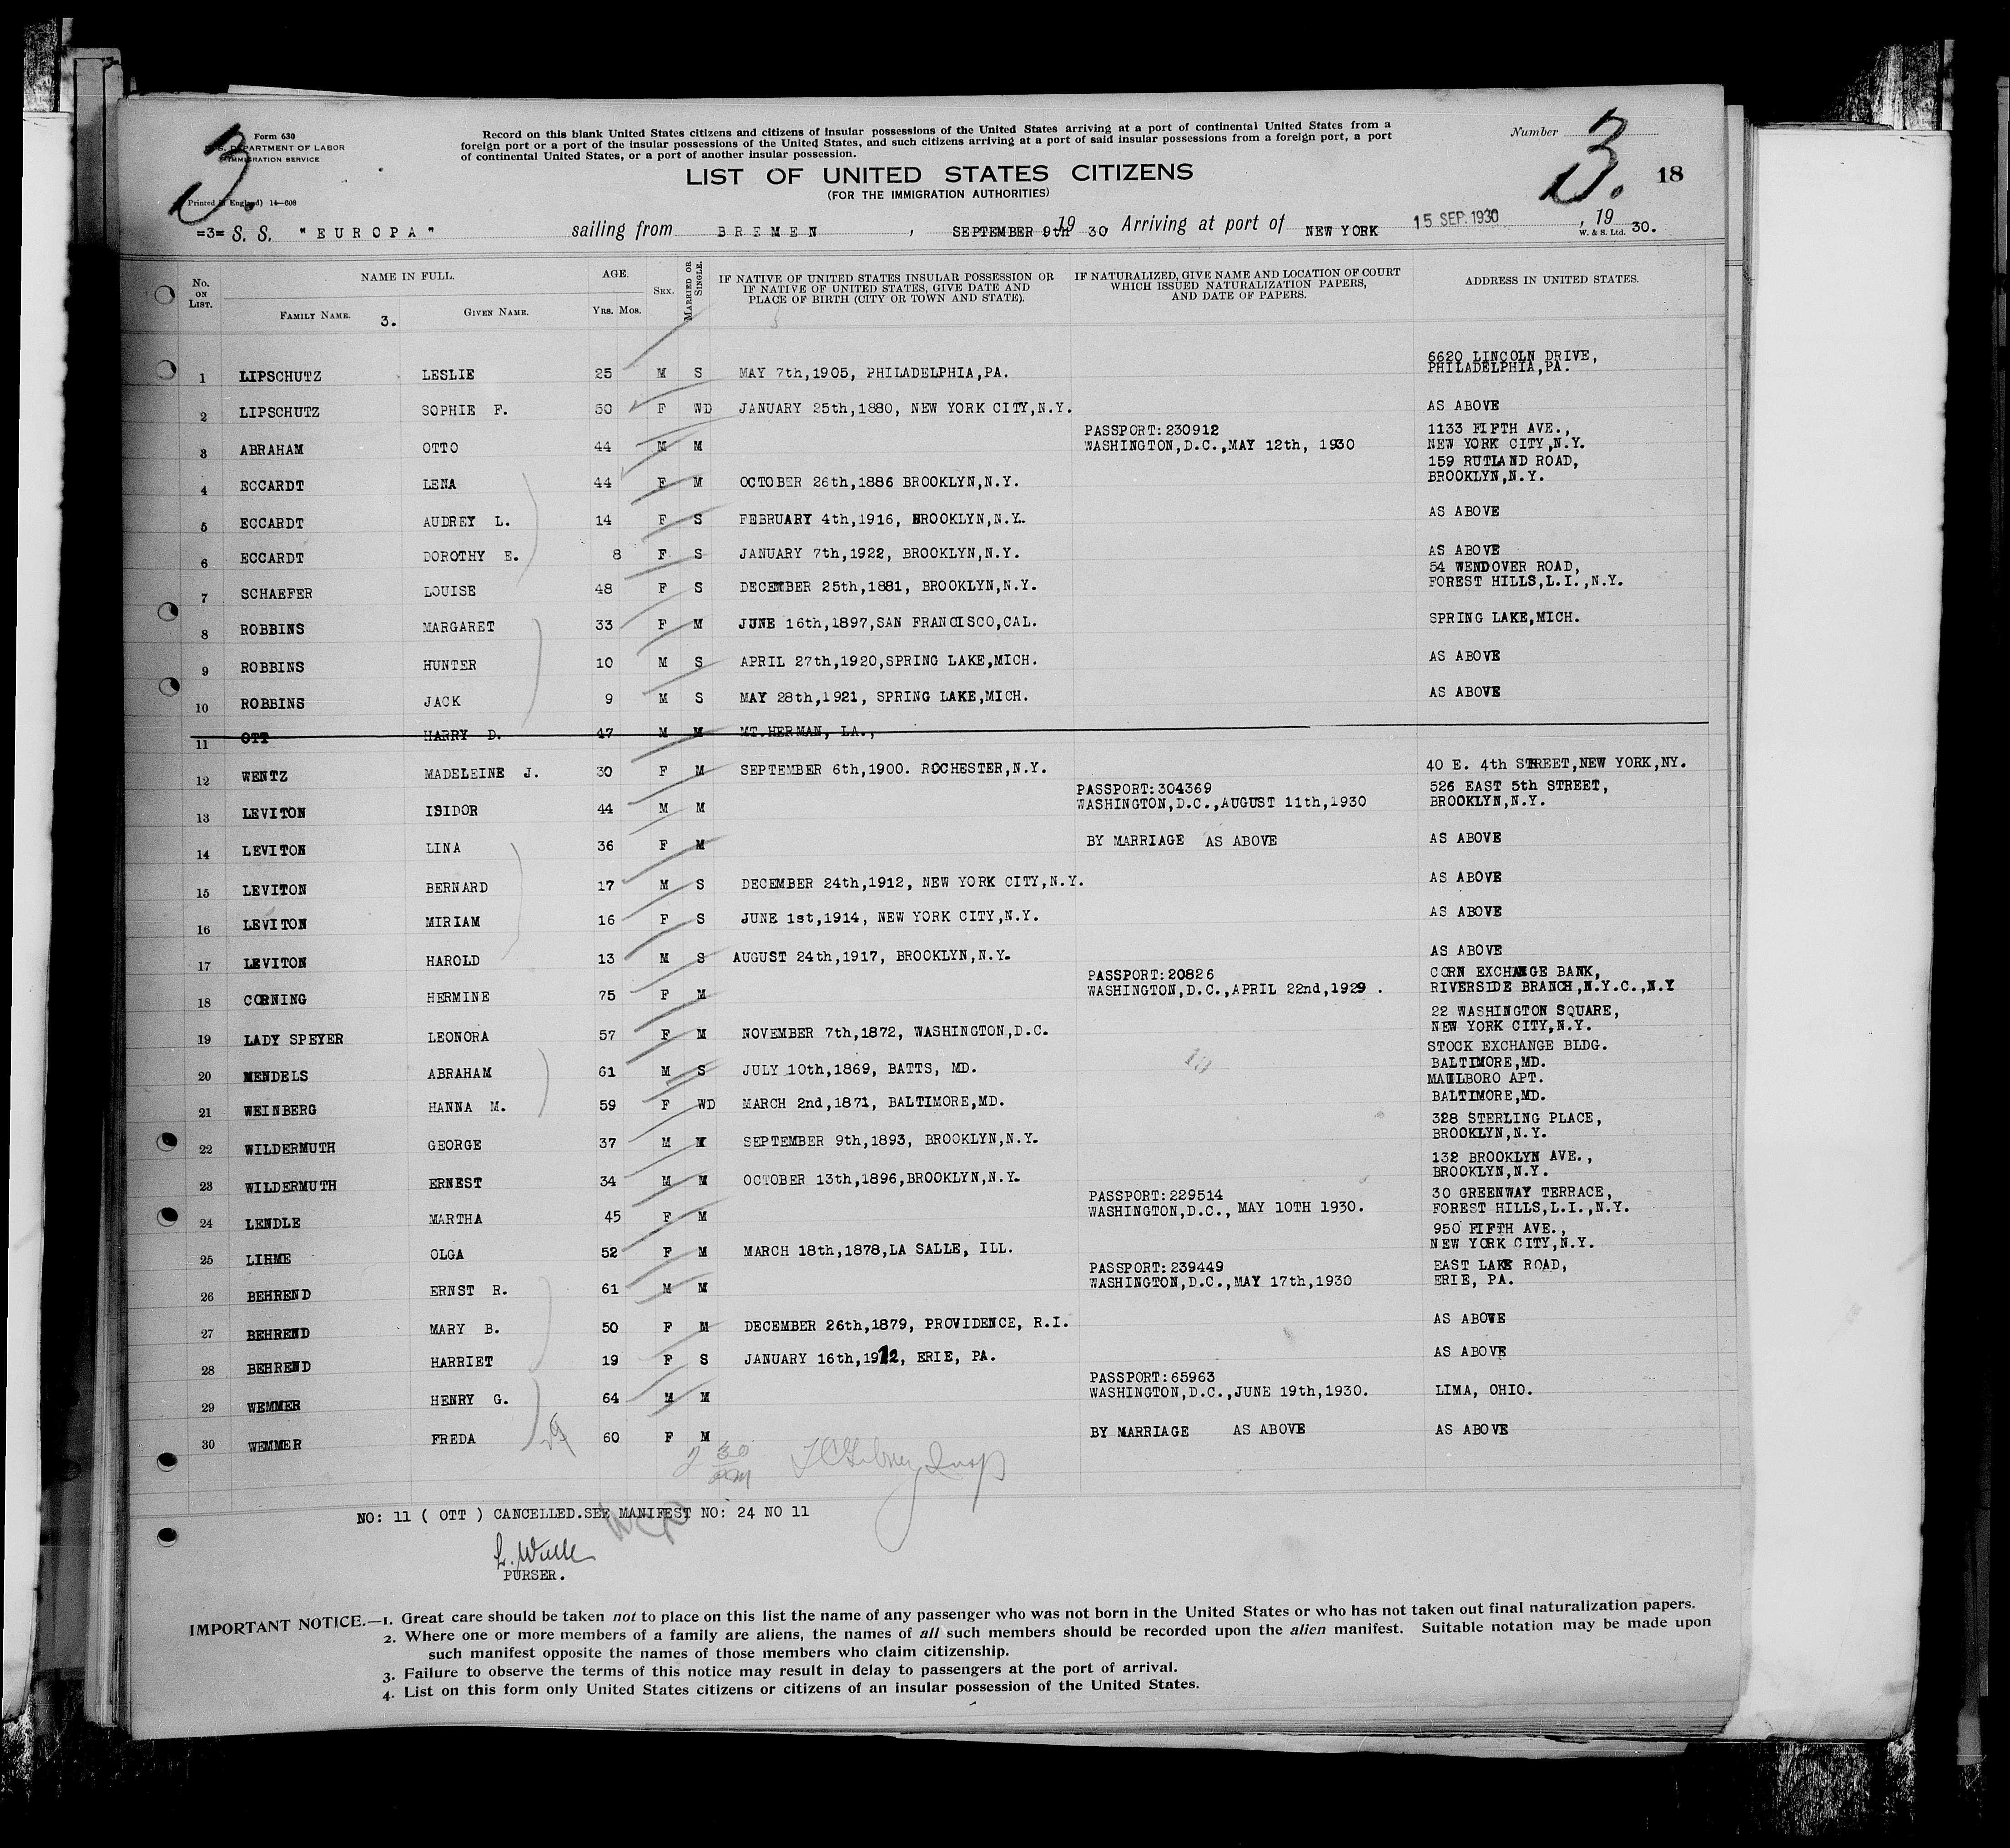 Form 630
U. S. DEPARTMENT OF LABOR
IMMIGRATION SERVICE
Printed in England) 14—608
3.
Record on this blank United States citizens and citizens of insular possessions of the United States arriving at a port of continental United States from a
foreign port or a port of the insular possessions of the United States, and such citizens arriving at a port of said insular possessions from a foreign port, a port
of continental United States, or a port of another insular possession.
Number 3. 18
LIST OF UNITED STATES CITIZENS
(FOR THE IMMIGRATION AUTHORITIES)
=3= S. S. "EUROPA" sailing from BREMEN , SEPTEMBER 9th 19 30 Arriving at port of NEW YORK 15 SEP. 1930 , 19 30.
W. & S. Ltd.
No. ON LIST. NAME IN FULL. FAMILY NAME. 3. GIVEN NAME. AGE. YRS. MOS. SEX. MARRIED OR SINGLE. IF NATIVE OF UNITED STATES INSULAR POSSESSION OR IF NATIVE OF UNITED STATES, GIVE DATE AND PLACE OF BIRTH (CITY OR TOWN AND STATE). IF NATURALIZED, GIVE NAME AND LOCATION OF COURT WHICH ISSUED NATURALIZATION PAPERS, AND DATE OF PAPERS. ADDRESS IN UNITED STATES.
1 LIPSCHUTZ LESLIE 25 M S MAY 7th,1905, PHILADELPHIA,PA. 6620 LINCOLN DRIVE, PHILADELPHIA,PA.
2 LIPSCHUTZ SOPHIE F. 50 F WD JANUARY 25th,1880, NEW YORK CITY,N.Y. AS ABOVE
3 ABRAHAM OTTO 44 M M PASSPORT:230912 WASHINGTON,D.C.,MAY 12th, 1930 1133 FIFTH AVE., NEW YORK CITY,N.Y.
4 ECCARDT LENA 44 F M OCTOBER 26th,1886 BROOKLYN,N.Y. 159 RUTLAND ROAD, BROOKLYN,N.Y.
5 ECCARDT AUDREY L. 14 F S FEBRUARY 4th,1916, BROOKLYN,N.Y. AS ABOVE
6 ECCARDT DOROTHY E. 8 F S JANUARY 7th,1922, BROOKLYN,N.Y. AS ABOVE
7 SCHAEFER LOUISE 48 F S DECEMBER 25th,1881, BROOKLYN,N.Y. 54 WENDOVER ROAD, FOREST HILLS,L.I.,N.Y.
8 ROBBINS MARGARET 33 F M JUNE 16th,1897,SAN FRANCISCO,CAL. SPRING LAKE,MICH.
9 ROBBINS HUNTER 10 M S APRIL 27th,1920,SPRING LAKE,MICH. AS ABOVE
10 ROBBINS JACK 9 M S MAY 28th,1921, SPRING LAKE,MICH. AS ABOVE
11 OTT HARRY D. 47 M M MT.HERMAN, LA.,
12 WENTZ MADELEINE J. 30 F M SEPTEMBER 6th,1900. ROCHESTER,N.Y. 40 E. 4th STREET,NEW YORK,NY.
13 LEVITON ISIDOR 44 M M PASSPORT:304369 WASHINGTON,D.C.,AUGUST 11th,1930 526 EAST 5th STREET, BROOKLYN,N.Y.
14 LEVITON LINA 36 F M BY MARRIAGE AS ABOVE AS ABOVE
15 LEVITON BERNARD 17 M S DECEMBER 24th,1912, NEW YORK CITY,N.Y. AS ABOVE
16 LEVITON MIRIAM 16 F S JUNE 1st,1914, NEW YORK CITY,N.Y. AS ABOVE
17 LEVITON HAROLD 13 M S AUGUST 24th,1917, BROOKLYN,N.Y. AS ABOVE
18 CORNING HERMINE 75 F M PASSPORT:20826 WASHINGTON,D.C.,APRIL 22nd,1929 . CORN EXCHANGE BANK, RIVERSIDE BRANCH,N.Y.C.,N.Y
19 LADY SPEYER LEONORA 57 F M NOVEMBER 7th,1872, WASHINGTON,D.C. 22 WASHINGTON SQUARE, NEW YORK CITY,N.Y.
20 MENDELS ABRAHAM 61 M S JULY 10th,1869, BATTS, MD. STOCK EXCHANGE BLDG. BALTIMORE,MD.
21 WEINBERG HANNA M. 59 F WD MARCH 2nd,1871, BALTIMORE,MD. MAULBORO APT. BALTIMORE,MD.
22 WILDERMUTH GEORGE 37 M M SEPTEMBER 9th,1893, BROOKLYN,N.Y. 328 STERLING PLACE, BROOKLYN,N.Y.
23 WILDERMUTH ERNEST 34 M M OCTOBER 13th,1896,BROOKLYN,N.Y. 132 BROOKLYN AVE., BROOKLYN,N.Y.
24 LENDLE MARTHA 45 F M PASSPORT:229514 WASHINGTON,D.C., MAY 10TH 1930. 30 GREENWAY TERRACE, FOREST HILLS,L.I.,N.Y.
25 LIHME OLGA 52 F M MARCH 18th,1878,LA SALLE, ILL. 950 FIFTH AVE., NEW YORK CITY,N.Y.
26 BEHREND ERNST R. 61 M M PASSPORT:239449 WASHINGTON,D.C.,MAY 17th,1930 EAST LAKE ROAD, ERIE, PA.
27 BEHREND MARY B. 50 F M DECEMBER 26th,1879, PROVIDENCE, R.I. AS ABOVE
28 BEHREND HARRIET 19 F S JANUARY 16th,1912, ERIE, PA. AS ABOVE
29 WEMMER HENRY G. 64 M M PASSPORT:65963 WASHINGTON,D.C.,JUNE 19th,1930. LIMA, OHIO.
30 WEMMER FREDA 60 F M BY MARRIAGE AS ABOVE AS ABOVE
NO: 11 ( OTT ) CANCELLED.SEE MANIFEST NO: 24 NO 11
PURSER.
IMPORTANT NOTICE.—1. Great care should be taken not to place on this list the name of any passenger who was not born in the United States or who has not taken out final naturalization papers.
2. Where one or more members of a family are aliens, the names of all such members should be recorded upon the alien manifest. Suitable notation may be made upon
such manifest opposite the names of those members who claim citizenship.
3. Failure to observe the terms of this notice may result in delay to passengers at the port of arrival.
4. List on this form only United States citizens or citizens of an insular possession of the United States.